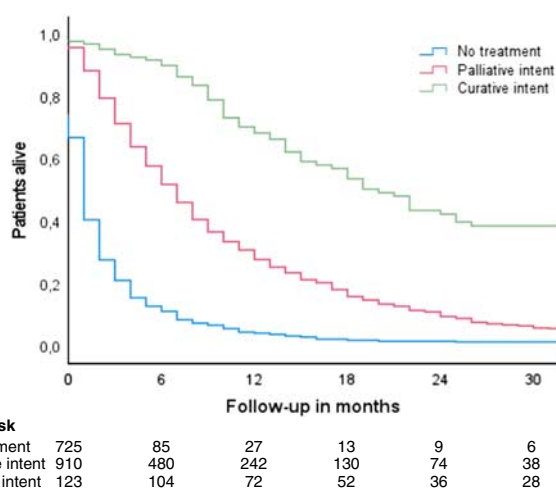 1,0
0,8
0,6
0,4
0,2
0,0
Patients alive
No treatment
Palliative intent
Curative intent
0 6 12 18 24 30
Follow-up in months
725 85 27 13 9 6
intent 910 480 242 130 74 38
intent 123 104 72 52 36 28